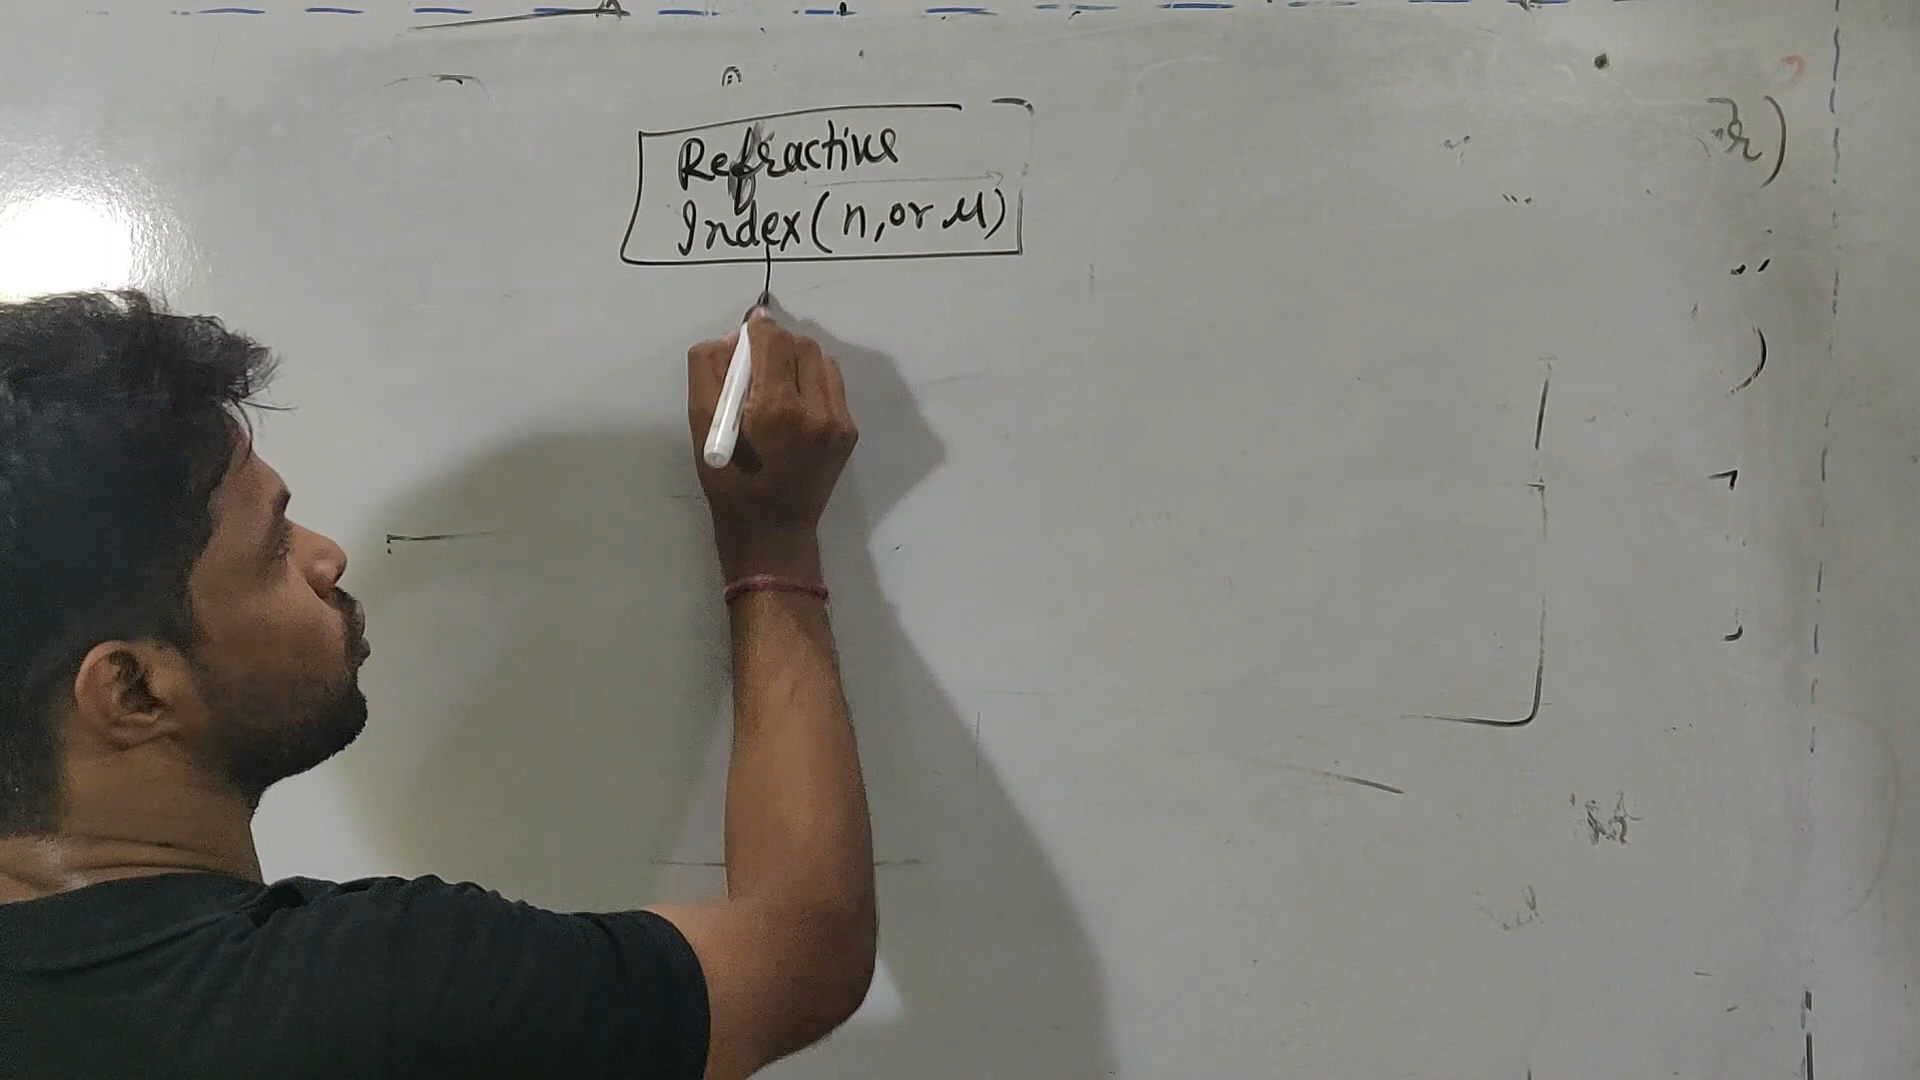 Refractive
Index (n, or μ)